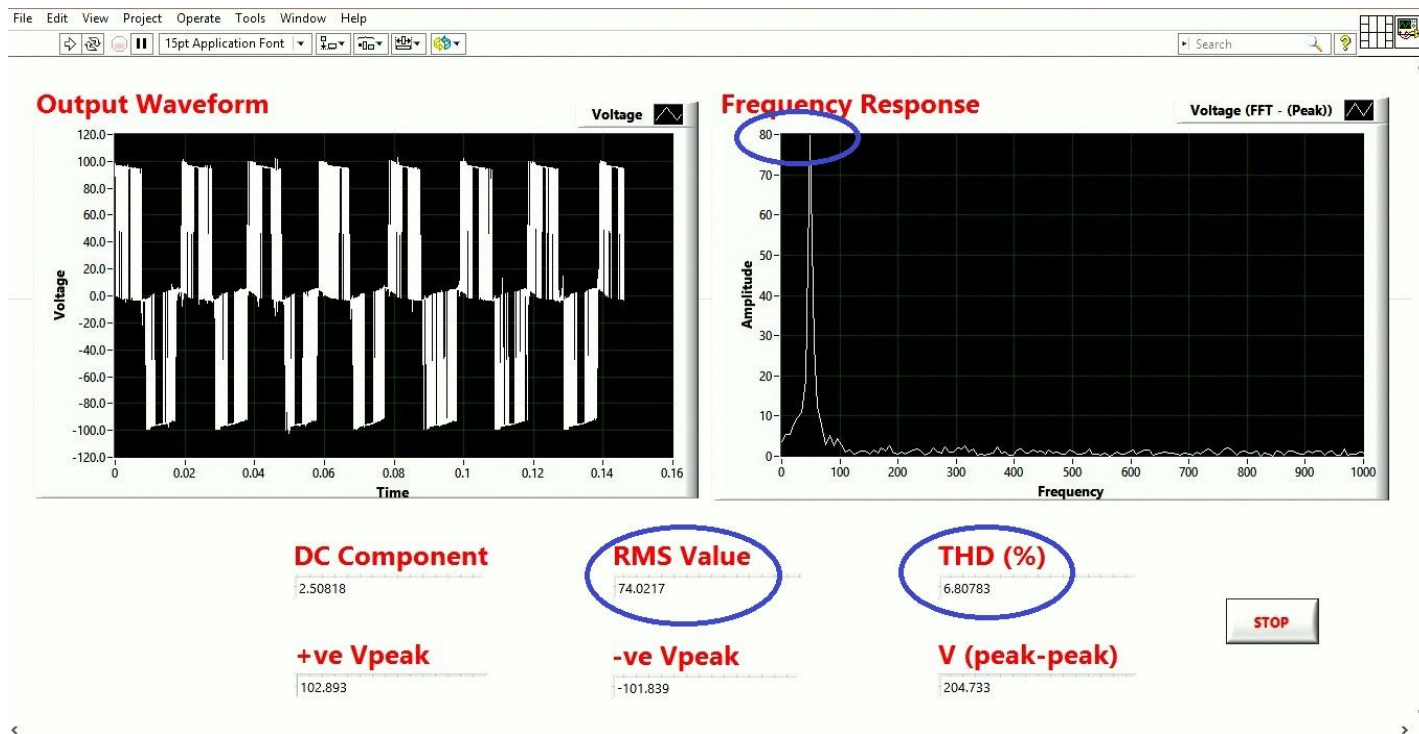 File Edit View Project Operate Tools Window Help
15pt Application Font
Search
Output Waveform
Voltage
120.0
100.0
80.0
60.0
40.0
20.0
0.0
-20.0
-40.0
-60.0
-80.0
-100.0
-120.0
Voltage
0 0.02 0.04 0.06 0.08 0.1 0.12 0.14 0.16
Time
Frequency Response
Voltage (FFT - (Peak))
80
70
60
50
40
30
20
10
0
Amplitude
0 100 200 300 400 500 600 700 800 900 1000
Frequency
DC Component
2.50818
RMS Value
74.0217
THD (%)
6.80783
STOP
+ve Vpeak
102.893
-ve Vpeak
-101.839
V (peak-peak)
204.733